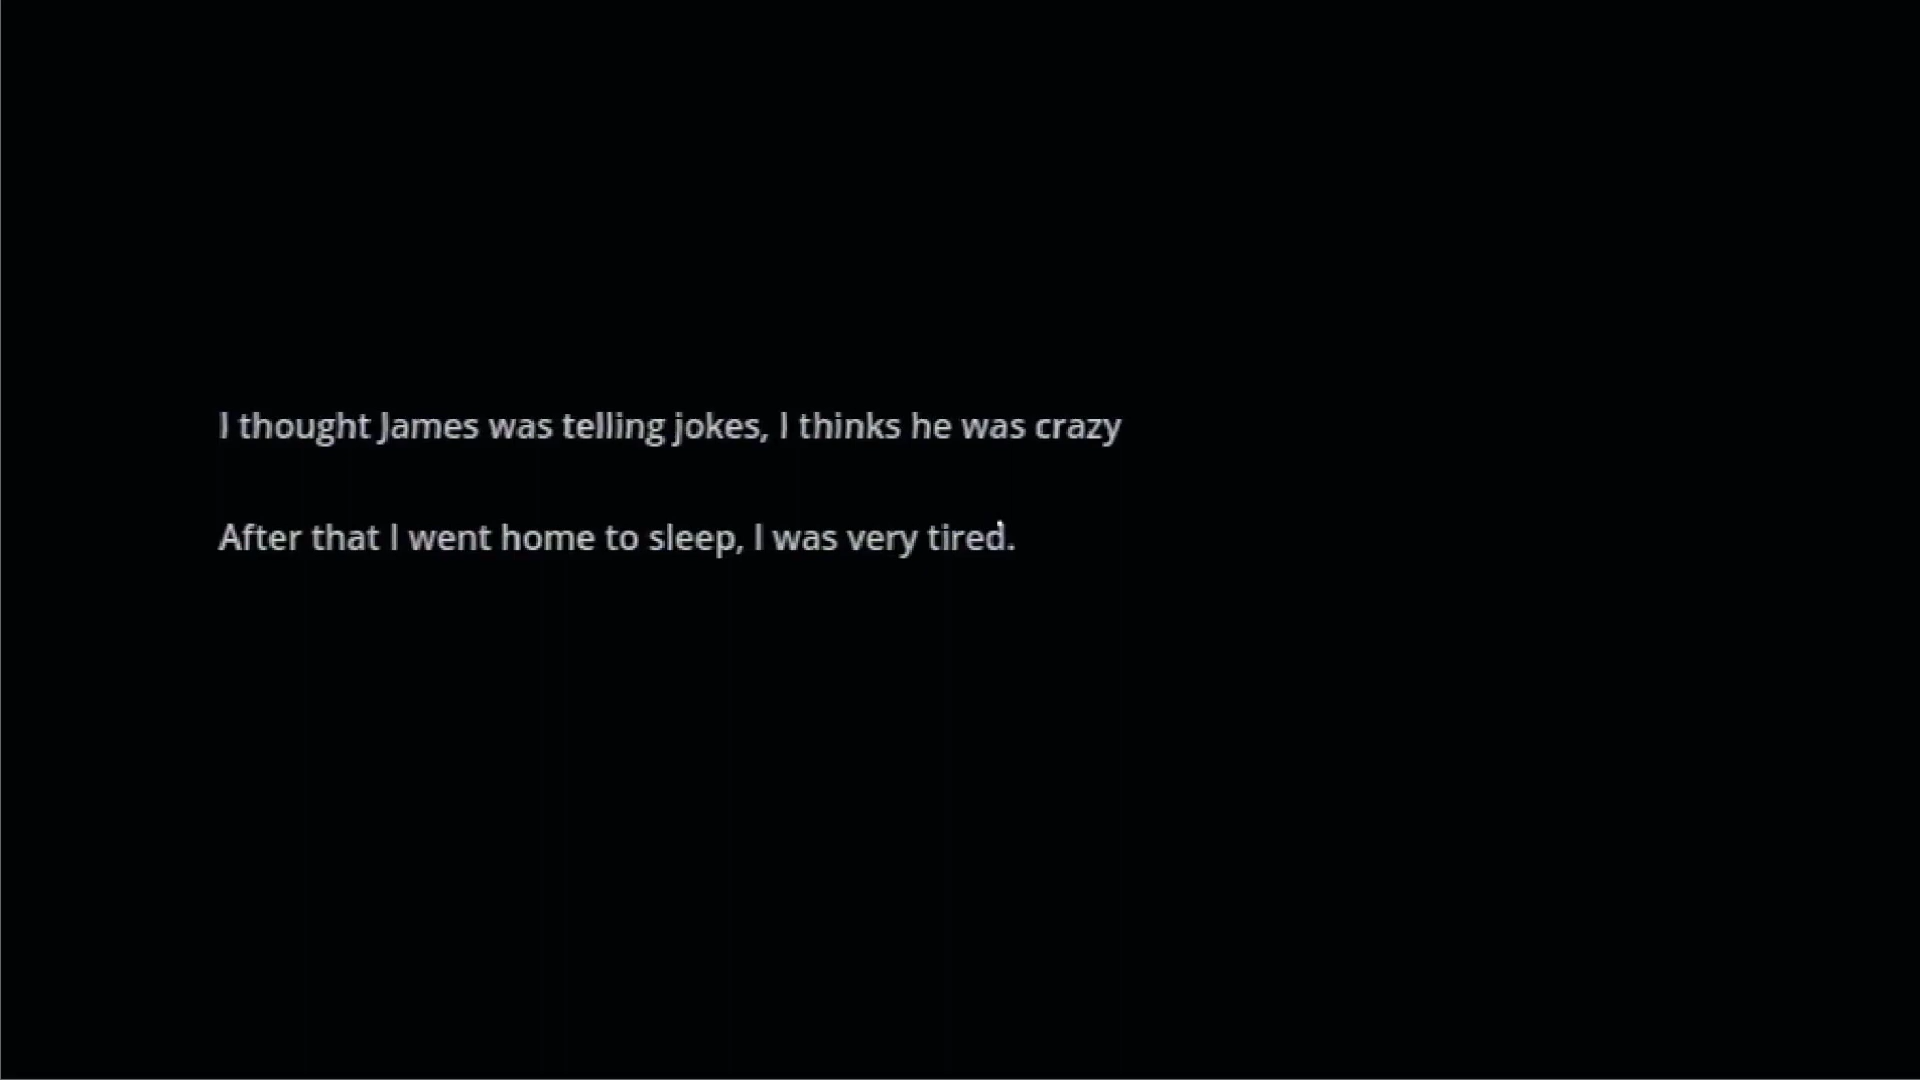 I thought James was telling jokes, I thinks he was crazy
After that I went home to sleep, I was very tired.